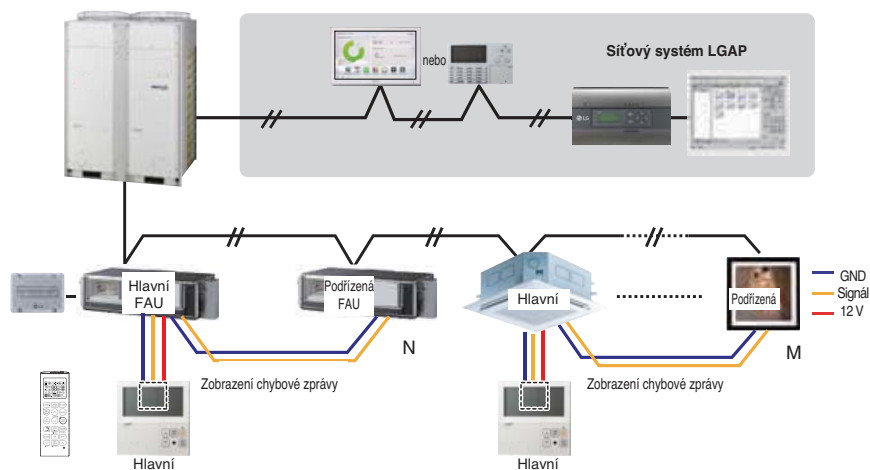 nebo
Síťový systém LGAP
LG
Hlavní
FAU
Podřízená
FAU
Hlavní
Podřízená
GND
Signál
12 V
N
M
Zobrazení chybové zprávy
Zobrazení chybové zprávy
Hlavní
Hlavní